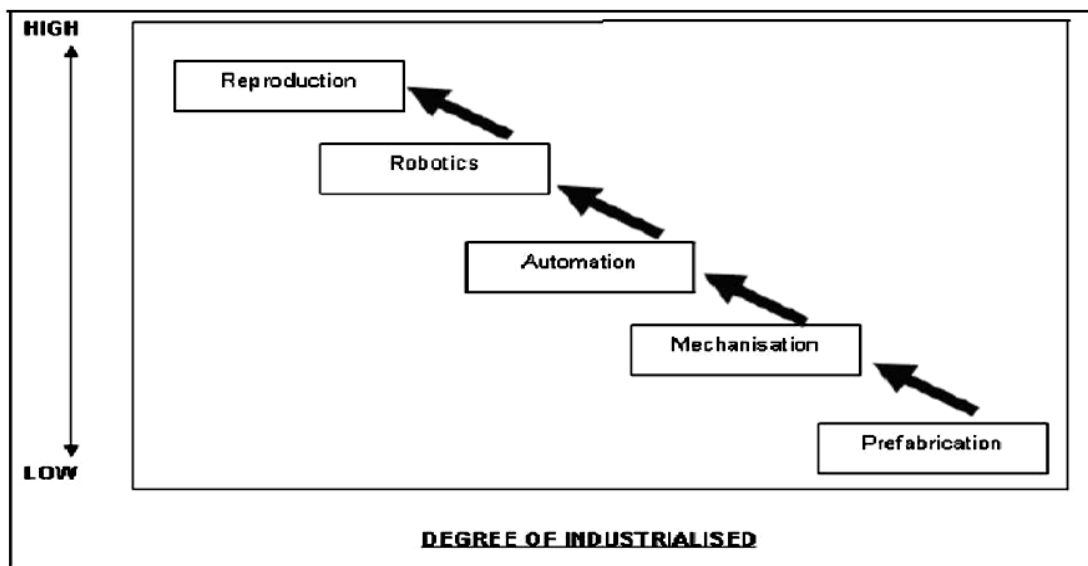 HIGH
Reproduction
Robotics
Automation
Mechanisation
Prefabrication
LOW
DEGREE OF INDUSTRIALISED